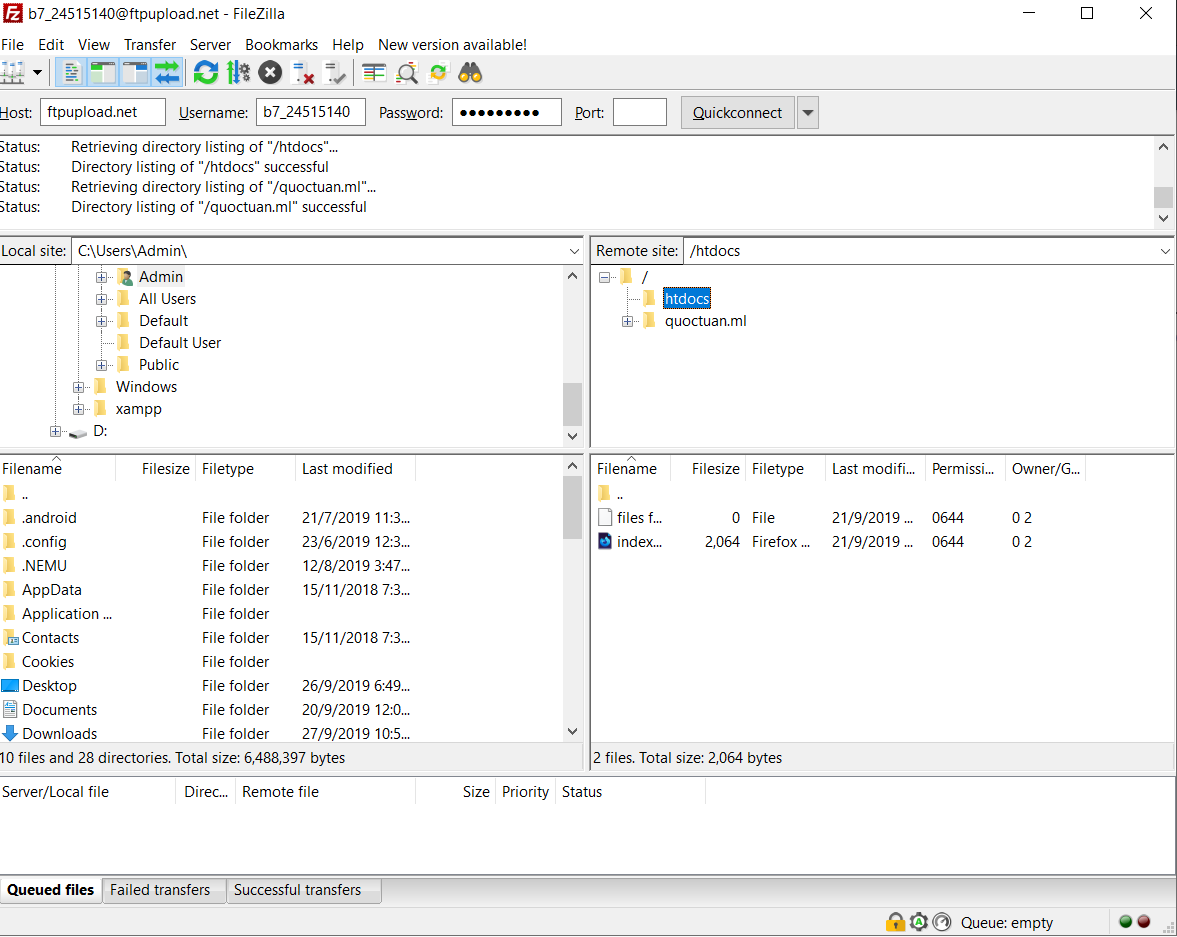 b7_24515140@ftpupload.net - FileZilla
File Edit View Transfer Server Bookmarks Help New version available!
Host: ftpupload.net Username: b7_24515140 Password: ●●●●●●●●● Port: Quickconnect
Status: Retrieving directory listing of "/htdocs"...
Status: Directory listing of "/htdocs" successful
Status: Retrieving directory listing of "/quoctuan.ml"...
Status: Directory listing of "/quoctuan.ml" successful
Local site: C:\Users\Admin\
Admin
All Users
Default
Default User
Public
Windows
xampp
D:
Remote site: /htdocs
/
htdocs
quoctuan.ml
Filename Filesize Filetype Last modified
..
.android File folder 21/7/2019 11:3...
.config File folder 23/6/2019 12:3...
.NEMU File folder 12/8/2019 3:47...
AppData File folder 15/11/2018 7:3...
Application ... File folder
Contacts File folder 15/11/2018 7:3...
Cookies File folder
Desktop File folder 26/9/2019 6:49...
Documents File folder 20/9/2019 12:0...
Downloads File folder 27/9/2019 10:5...
10 files and 28 directories. Total size: 6,488,397 bytes
Filename Filesize Filetype Last modifi... Permissi... Owner/G...
..
files f... 0 File 21/9/2019 ... 0644 0 2
index... 2,064 Firefox ... 21/9/2019 ... 0644 0 2
2 files. Total size: 2,064 bytes
Server/Local file Direc... Remote file Size Priority Status
Queued files Failed transfers Successful transfers
Queue: empty